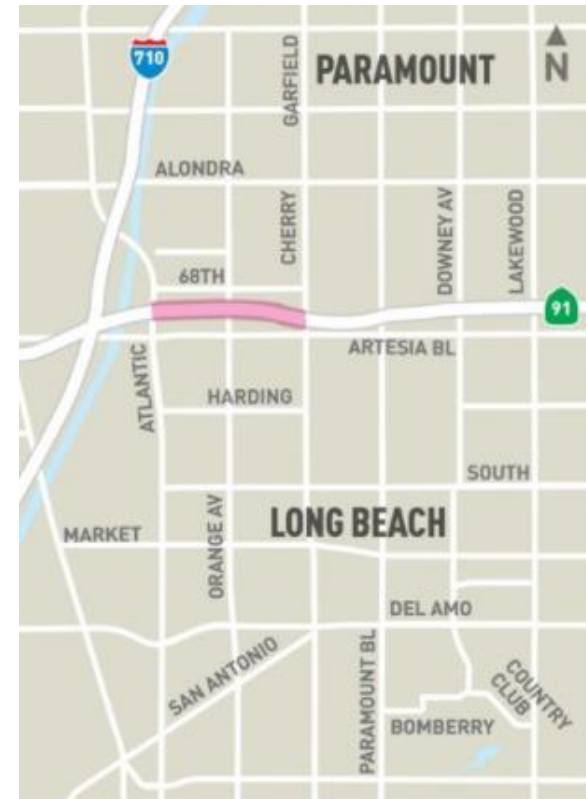 710
GARFIELD
PARAMOUNT
N
ALONDRA
CHERRY
DOWNEY AV
LAKEWOOD
68TH
91
ARTESIA BL
ATLANTIC
HARDING
SOUTH
ORANGE AV
LONG BEACH
MARKET
DEL AMO
SAN ANTONIO
PARAMOUNT BL
COUNTRY
CLUB
BOMBERRY